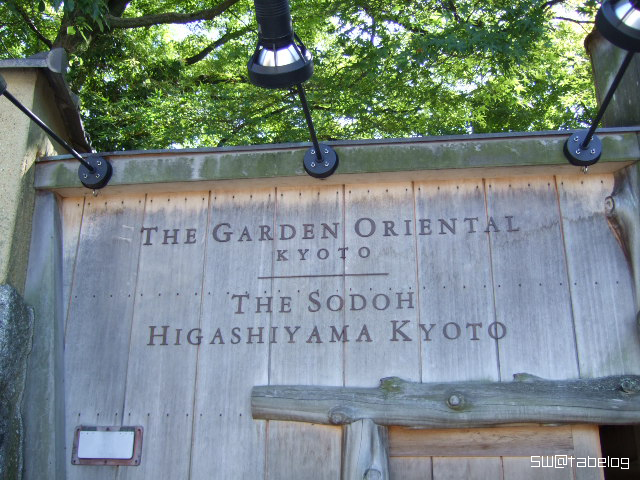 The Garden Oriental
KYOTO
The Sodoh
Higashiyama Kyoto
SW@tabelog